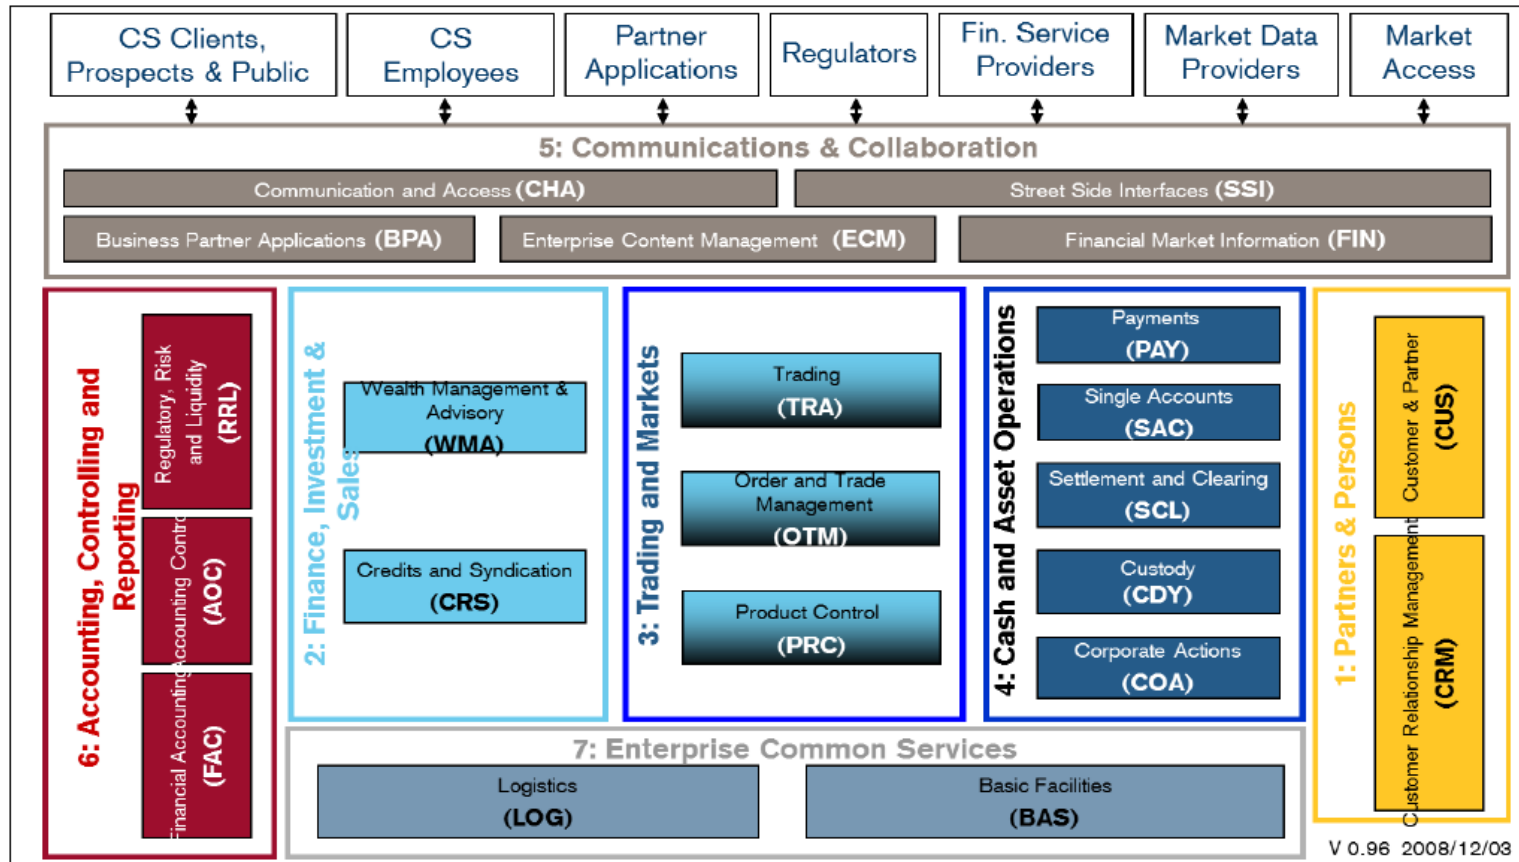 CS Clients,
Prospects & Public
CS
Employees
Partner
Applications
Regulators
Fin. Service
Providers
Market Data
Providers
Market
Access
5: Communications & Collaboration
Communication and Access (CHA)
Street Side Interfaces (SSI)
Business Partner Applications (BPA)
Enterprise Content Management (ECM)
Financial Market Information (FIN)
6: Accounting, Controlling and
Reporting
Regulatory, Risk
and Liquidity
(RRL)
Accounting Contro
(AOC)
Financial Accounting
(FAC)
2: Finance, Investment &
Sales
Wealth Management &
Advisory
(WMA)
Credits and Syndication
(CRS)
3: Trading and Markets
Trading
(TRA)
Order and Trade
Management
(OTM)
Product Control
(PRC)
4: Cash and Asset Operations
Payments
(PAY)
Single Accounts
(SAC)
Settlement and Clearing
(SCL)
Custody
(CDY)
Corporate Actions
(COA)
1: Partners & Persons
Customer & Partner
(CUS)
Customer Relationship Management
(CRM)
7: Enterprise Common Services
Logistics
(LOG)
Basic Facilities
(BAS)
V 0.96 2008/12/03